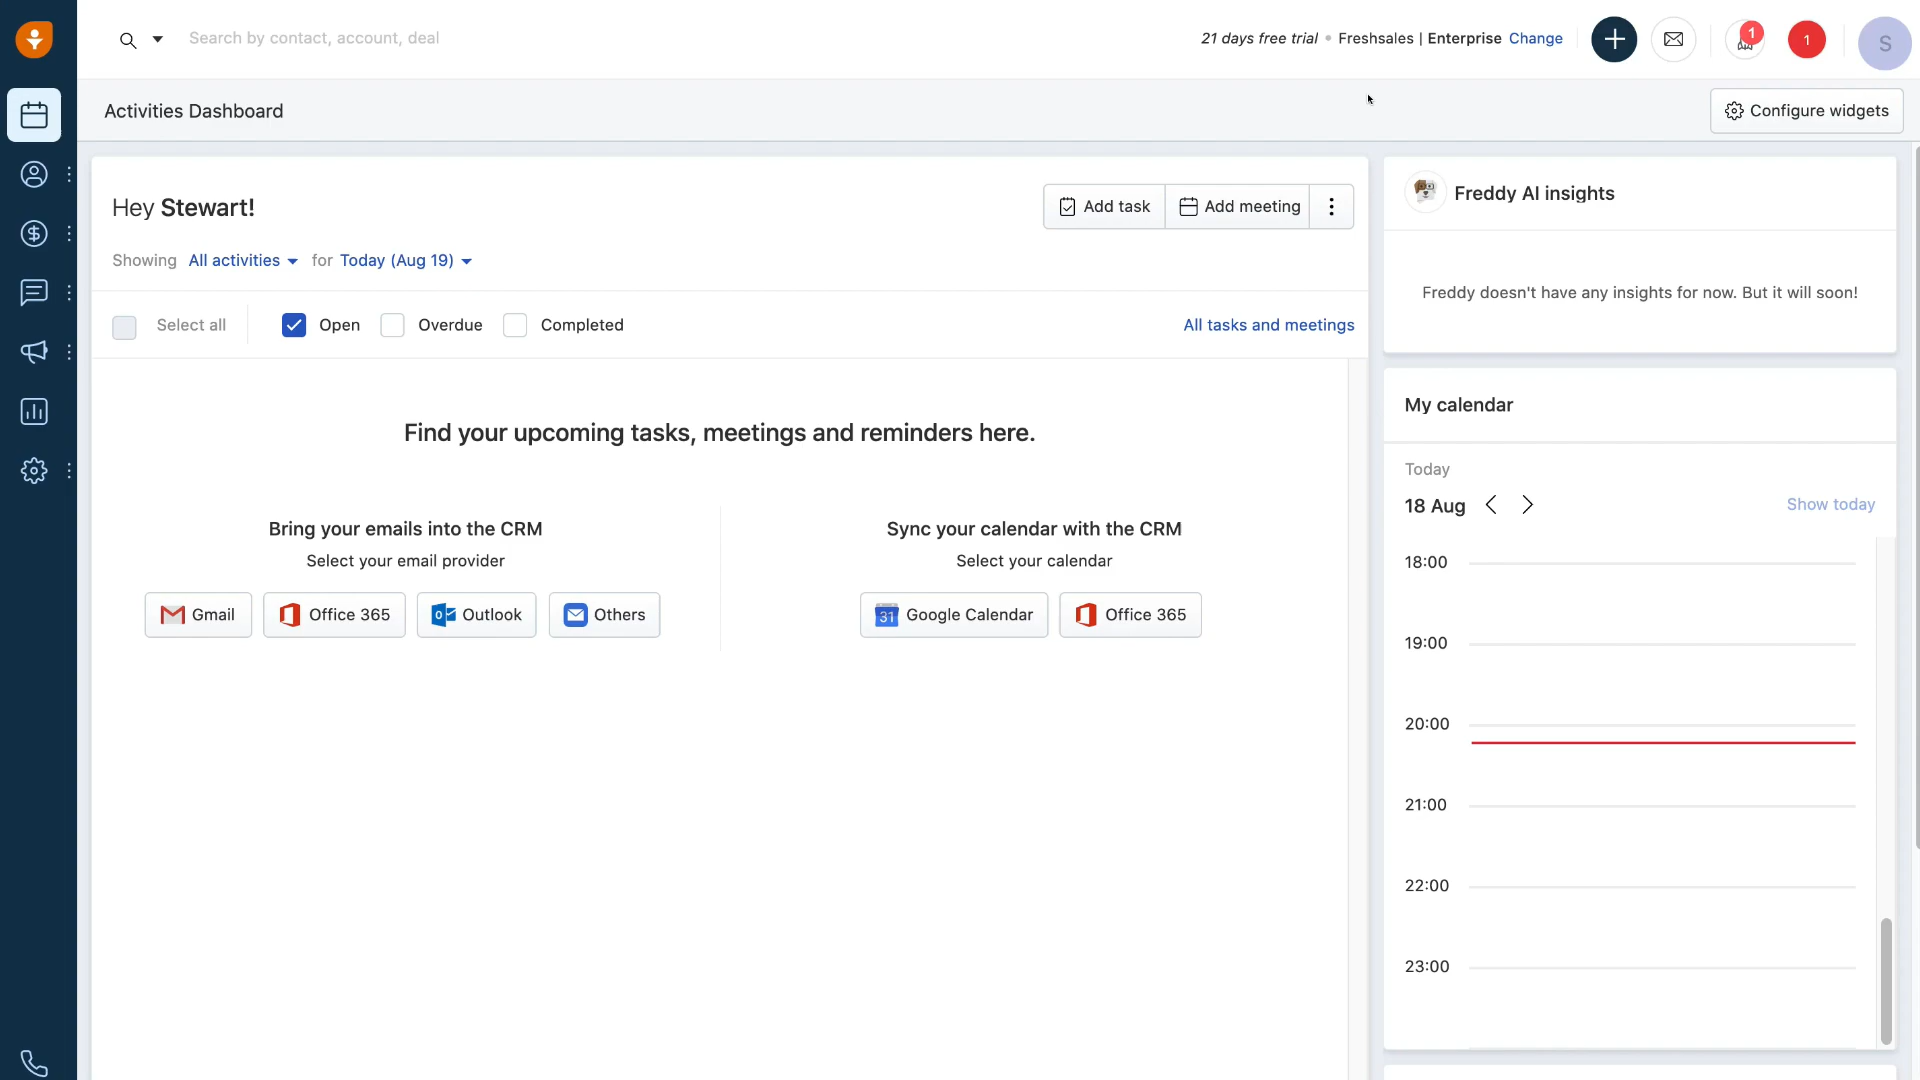 Search by contact, account, deal
21 days free trial • Freshsales | Enterprise Change
1
1
S
Activities Dashboard
Configure widgets
Hey Stewart!
Add task
Add meeting
Showing All activities for Today (Aug 19)
Select all
Open
Overdue
Completed
All tasks and meetings
Find your upcoming tasks, meetings and reminders here.
Bring your emails into the CRM
Select your email provider
Gmail
Office 365
Outlook
Others
Sync your calendar with the CRM
Select your calendar
31 Google Calendar
Office 365
Freddy AI insights
Freddy doesn't have any insights for now. But it will soon!
My calendar
Today
18 Aug
Show today
18:00
19:00
20:00
21:00
22:00
23:00